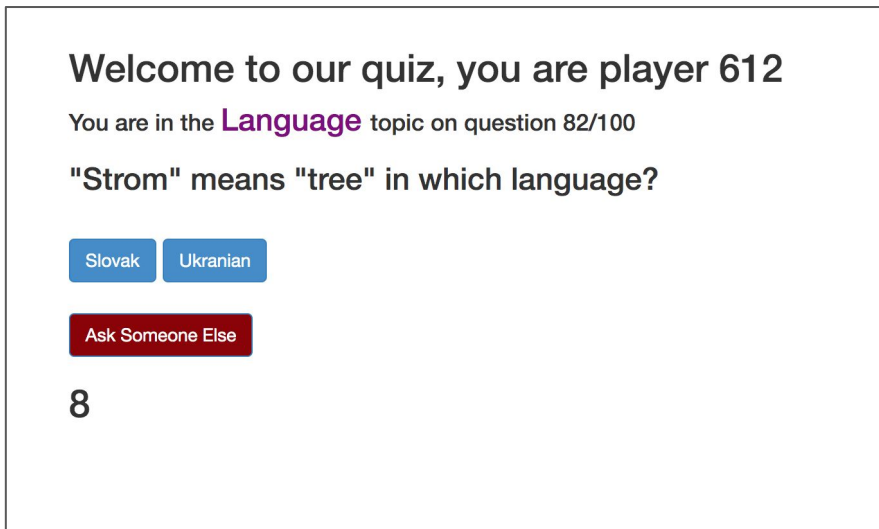 Welcome to our quiz, you are player 612
You are in the Language topic on question 82/100
"Strom" means "tree" in which language?
Slovak Ukranian
Ask Someone Else
8